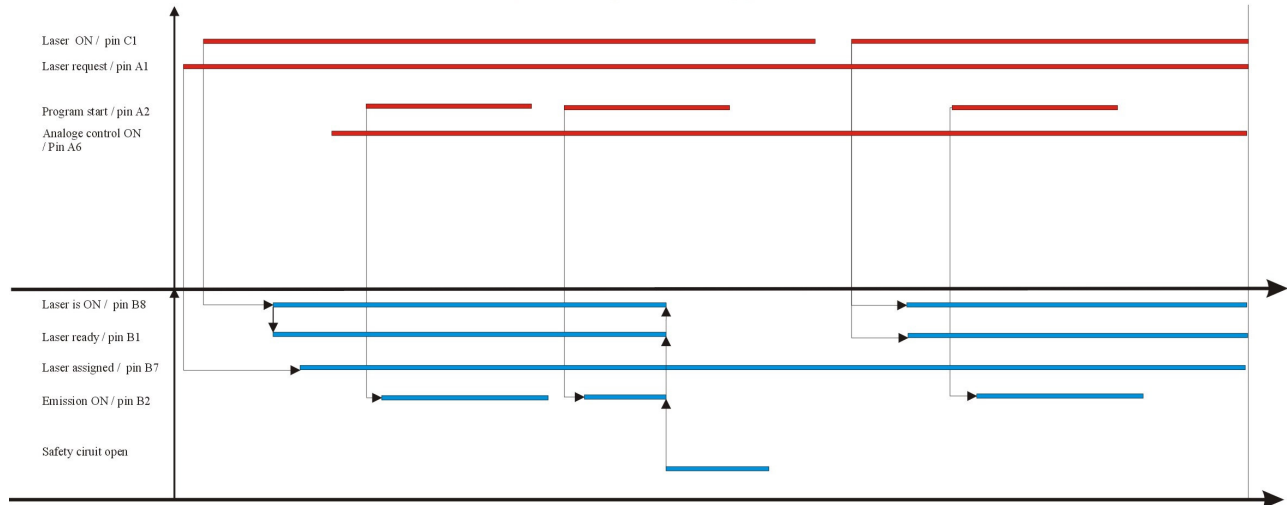 Laser ON / pin C1
Laser request / pin A1
Program start / pin A2
Analoge control ON
/ Pin A6
Laser is ON / pin B8
Laser ready / pin B1
Laser assigned / pin B7
Emission ON / pin B2
Safety ciruit open